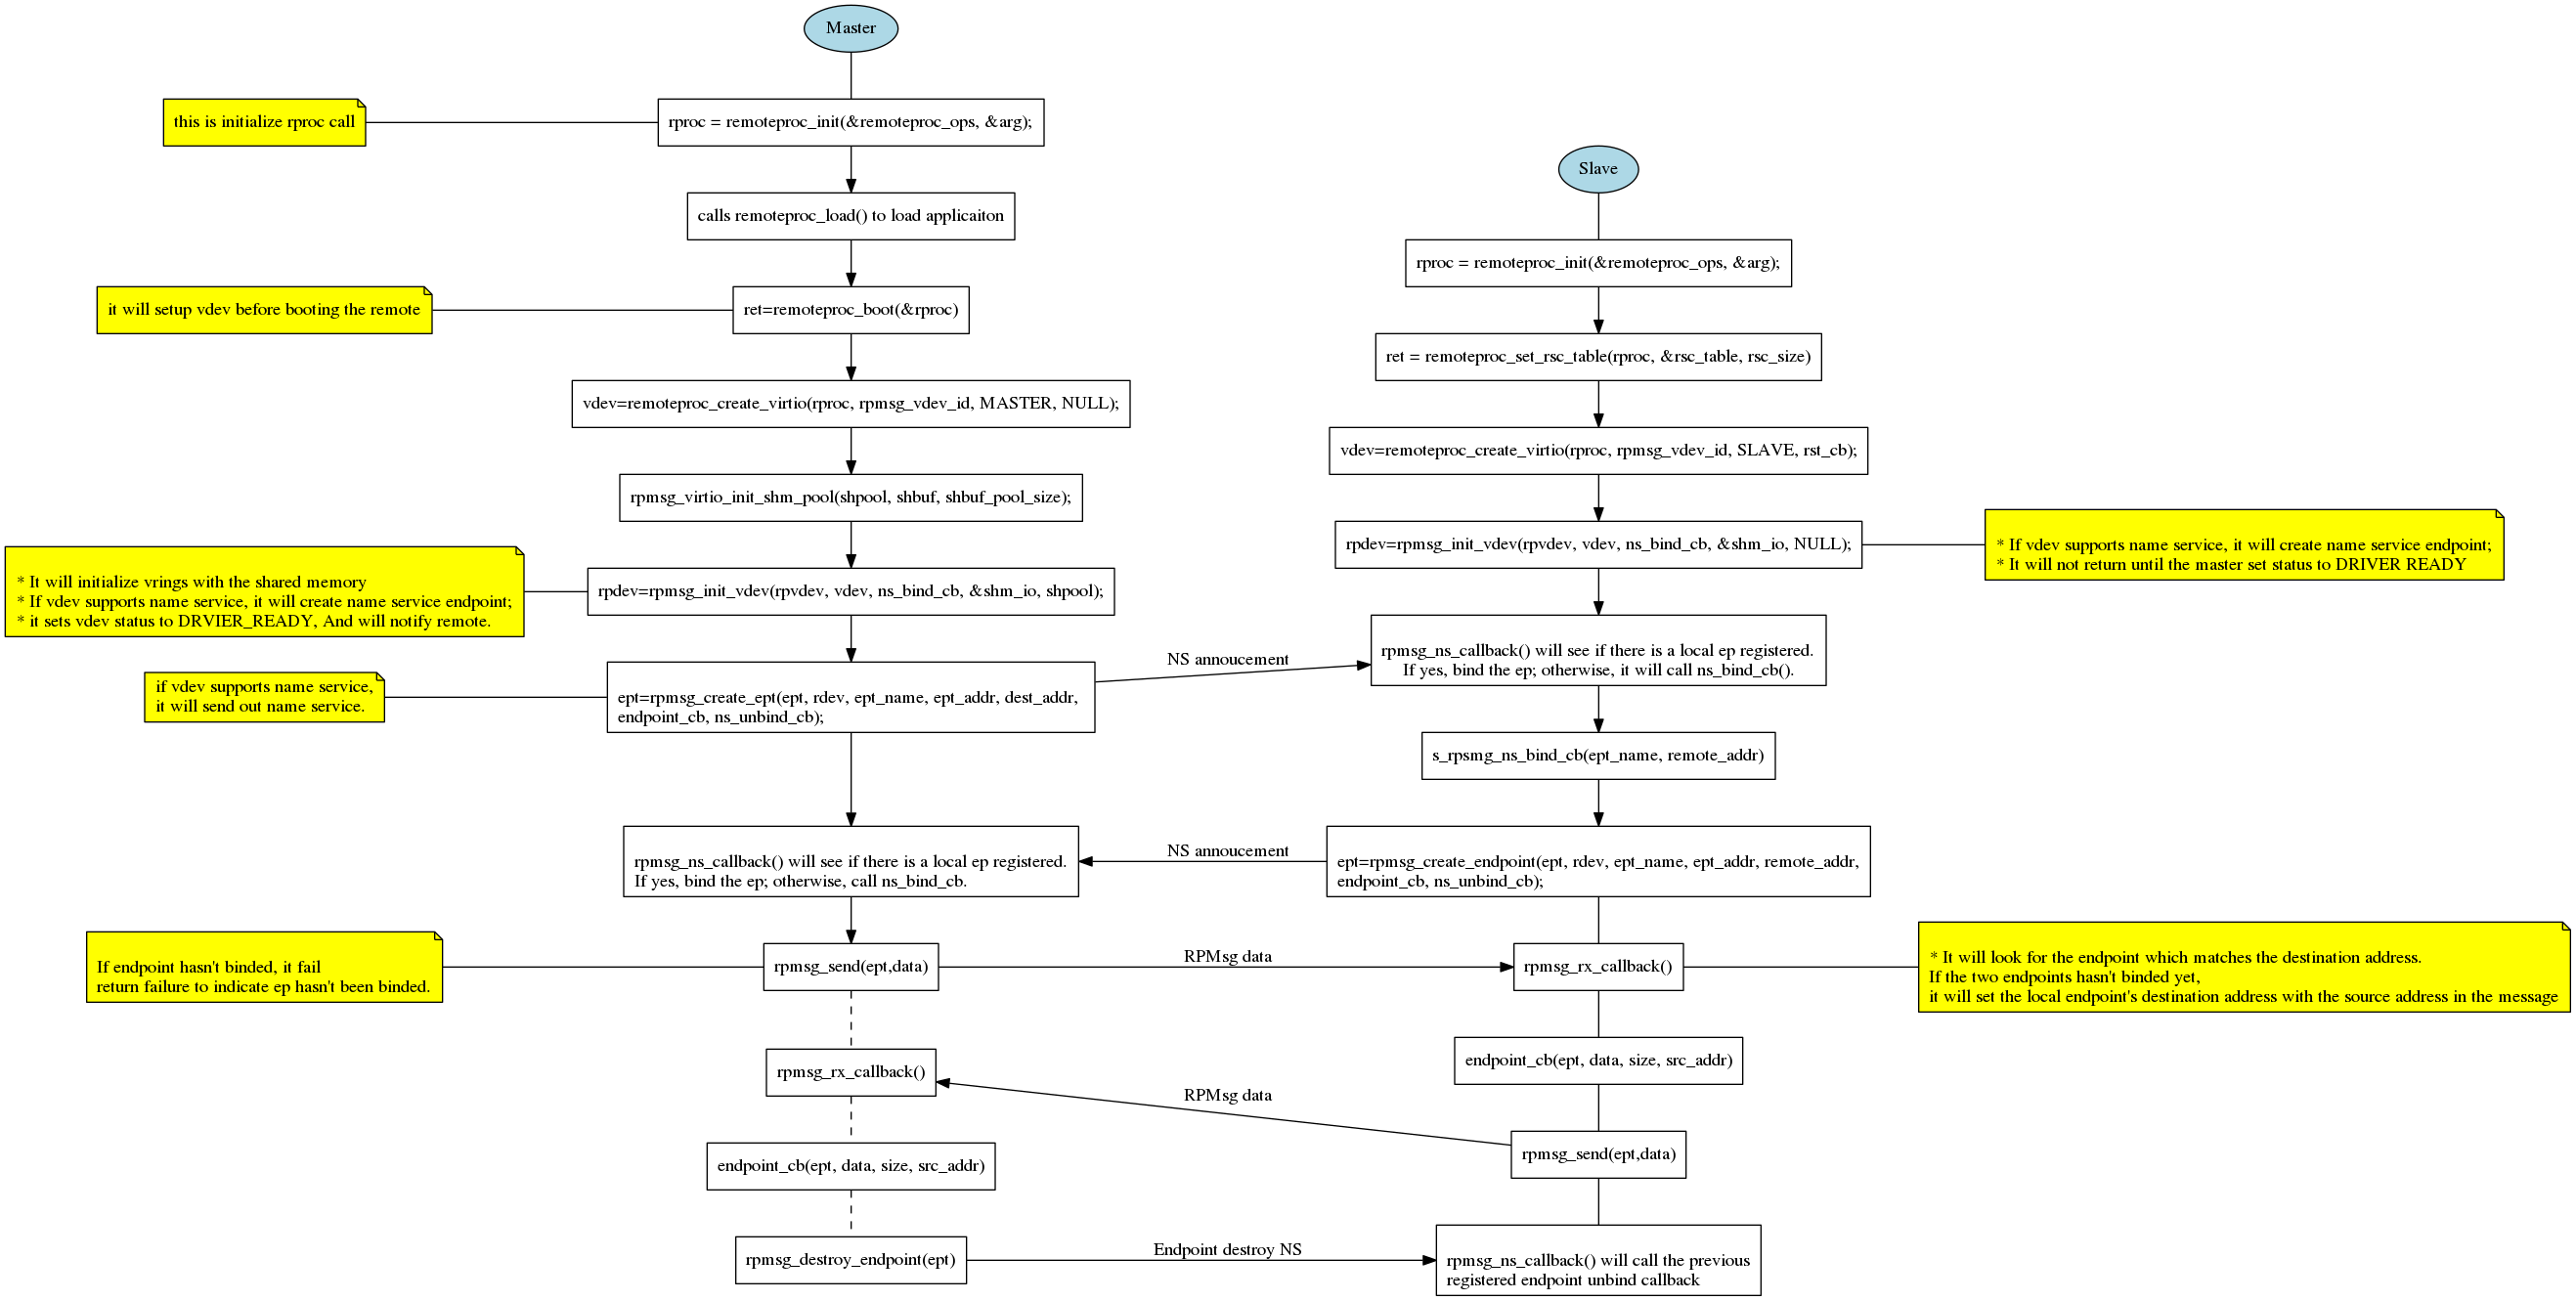 Master
this is initialize rproc call
rproc = remoteproc_init(&remoteproc_ops, &arg);
Slave
calls remoteproc_load() to load applicaiton
rproc = remoteproc_init(&remoteproc_ops, &arg);
it will setup vdev before booting the remote
ret=remoteproc_boot(&rproc)
ret = remoteproc_set_rsc_table(rproc, &rsc_table, rsc_size)
vdev=remoteproc_create_virtio(rproc, rpmsg_vdev_id, MASTER, NULL);
vdev=remoteproc_create_virtio(rproc, rpmsg_vdev_id, SLAVE, rst_cb);
rpmsg_virtio_init_shm_pool(shpool, shbuf, shbuf_pool_size);
rpdev=rpmsg_init_vdev(rpvdev, vdev, ns_bind_cb, &shm_io, NULL);
* If vdev supports name service, it will create name service endpoint;
* It will not return until the master set status to DRIVER READY
* It will initialize vrings with the shared memory
* If vdev supports name service, it will create name service endpoint;
* it sets vdev status to DRVIER_READY, And will notify remote.
rpdev=rpmsg_init_vdev(rpvdev, vdev, ns_bind_cb, &shm_io, shpool);
NS annoucement
rpmsg_ns_callback() will see if there is a local ep registered.
If yes, bind the ep; otherwise, it will call ns_bind_cb().
if vdev supports name service,
it will send out name service.
ept=rpmsg_create_ept(ept, rdev, ept_name, ept_addr, dest_addr,
endpoint_cb, ns_unbind_cb);
s_rpsmg_ns_bind_cb(ept_name, remote_addr)
rpmsg_ns_callback() will see if there is a local ep registered.
If yes, bind the ep; otherwise, call ns_bind_cb.
NS annoucement
ept=rpmsg_create_endpoint(ept, rdev, ept_name, ept_addr, remote_addr,
endpoint_cb, ns_unbind_cb);
If endpoint hasn't binded, it fail
return failure to indicate ep hasn't been binded.
rpmsg_send(ept,data)
RPMsg data
rpmsg_rx_callback()
* It will look for the endpoint which matches the destination address.
If the two endpoints hasn't binded yet,
it will set the local endpoint's destination address with the source address in the message
rpmsg_rx_callback()
endpoint_cb(ept, data, size, src_addr)
RPMsg data
endpoint_cb(ept, data, size, src_addr)
rpmsg_send(ept,data)
rpmsg_destroy_endpoint(ept)
Endpoint destroy NS
rpmsg_ns_callback() will call the previous
registered endpoint unbind callback